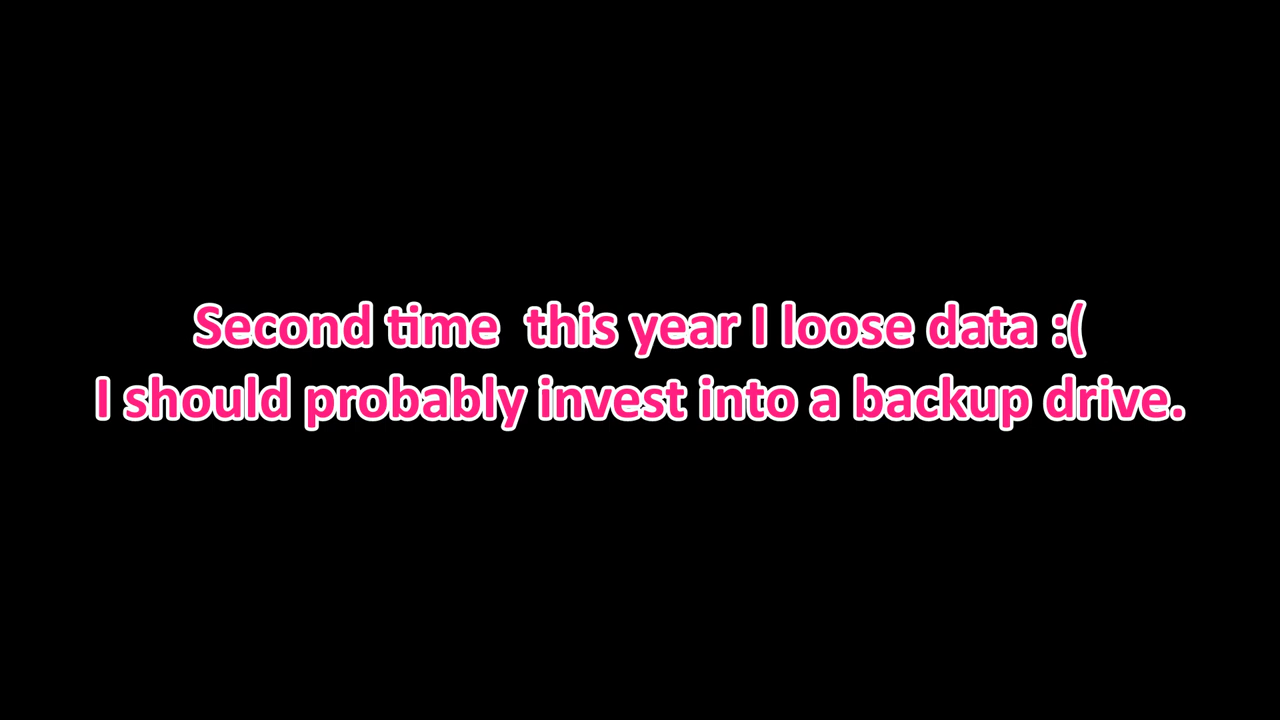 Second time  this year I loose data :(
I should probably invest into a backup drive.